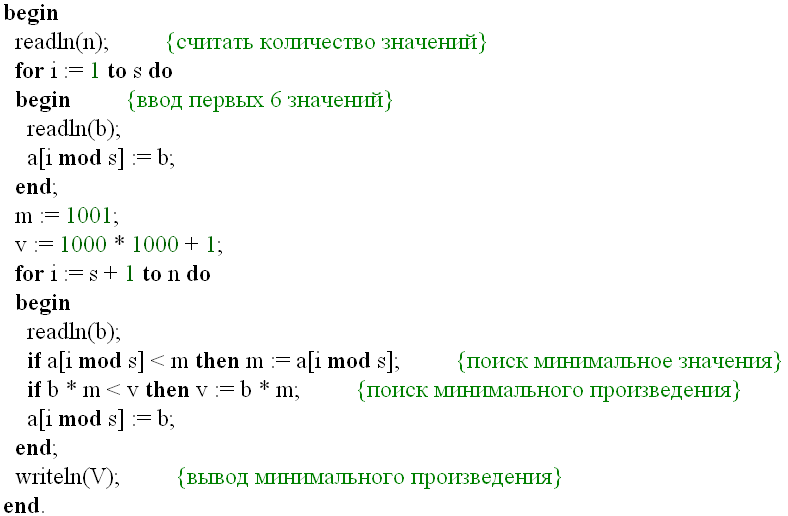 begin
readln(n); {считать количество значений}
for i := 1 to s do
begin {ввод первых 6 значений}
readln(b);
a[i mod s] := b;
end;
m := 1001;
v := 1000 * 1000 + 1;
for i := s + 1 to n do
begin
readln(b);
if a[i mod s] < m then m := a[i mod s]; {поиск минимальное значения}
if b * m < v then v := b * m; {поиск минимального произведения}
a[i mod s] := b;
end;
writeln(V); {вывод минимального произведения}
end.